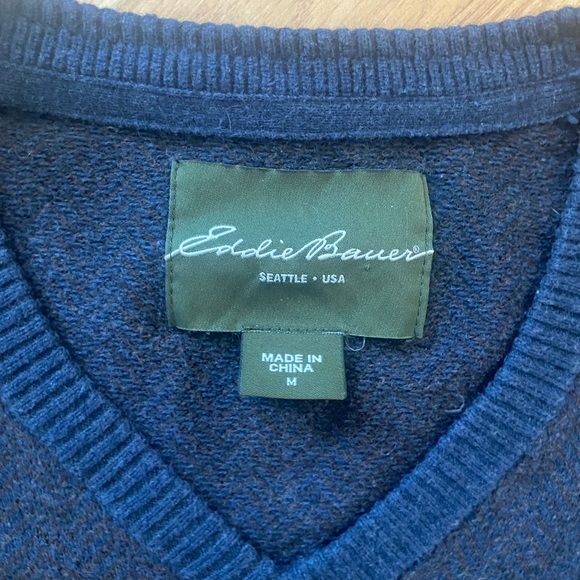 Eddie Bauer®
SEATTLE • USA
MADE IN
CHINA
M